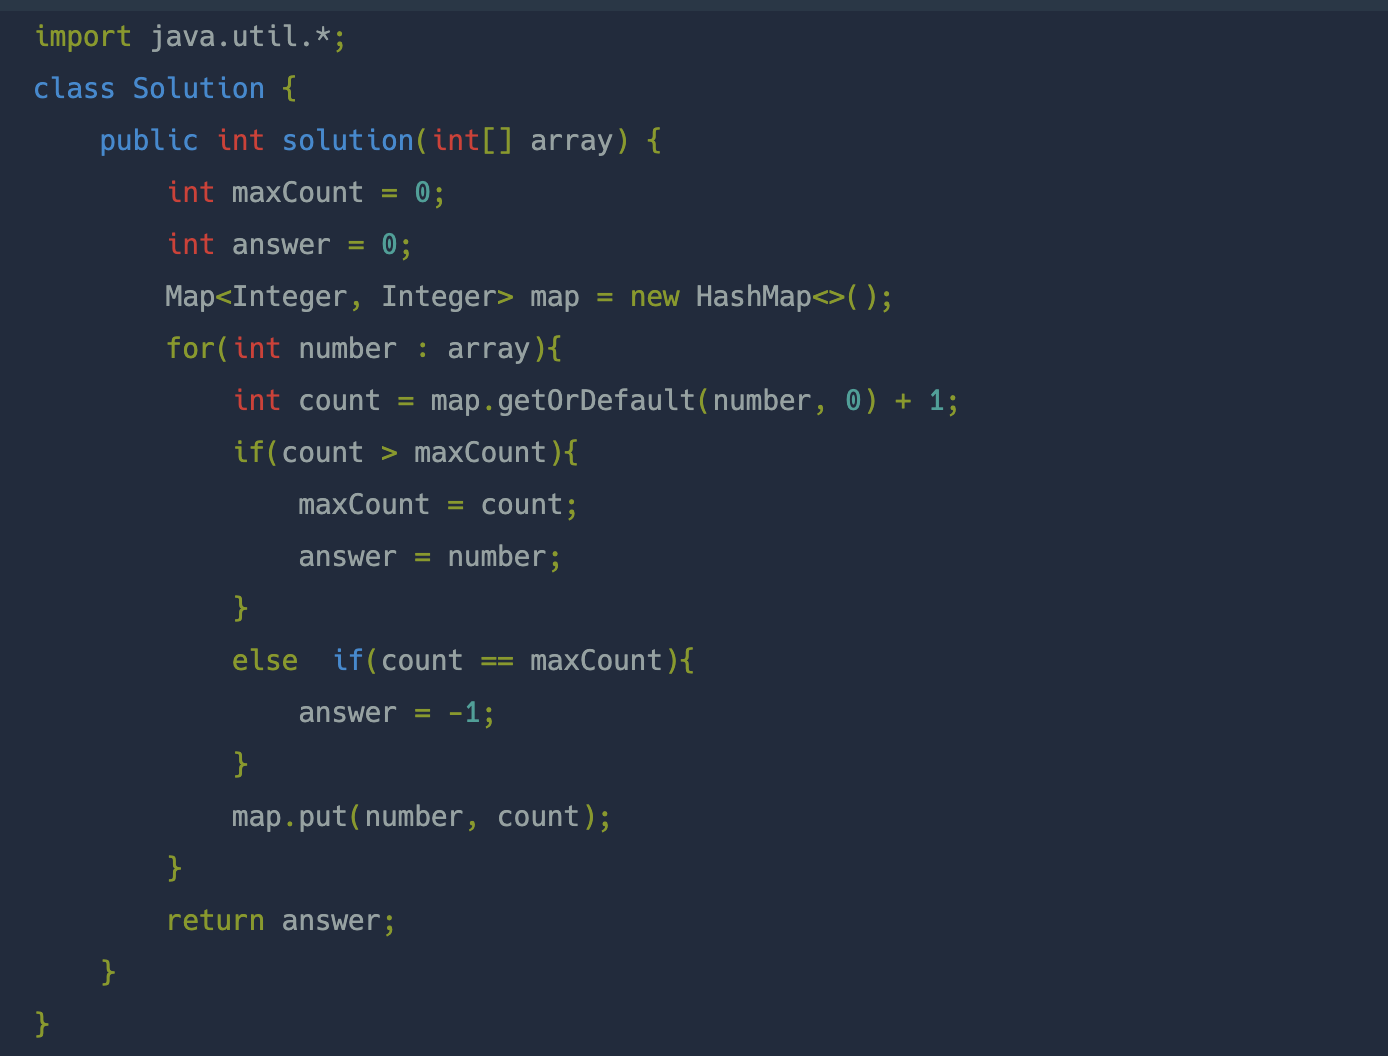 import java.util.*;
class Solution {
    public int solution(int[] array) {
        int maxCount = 0;
        int answer = 0;
        Map<Integer, Integer> map = new HashMap<>();
        for(int number : array){
            int count = map.getOrDefault(number, 0) + 1;
            if(count > maxCount){
                maxCount = count;
                answer = number;
            }
            else  if(count == maxCount){
                answer = -1;
            }
            map.put(number, count);
        }
        return answer;
    }
}